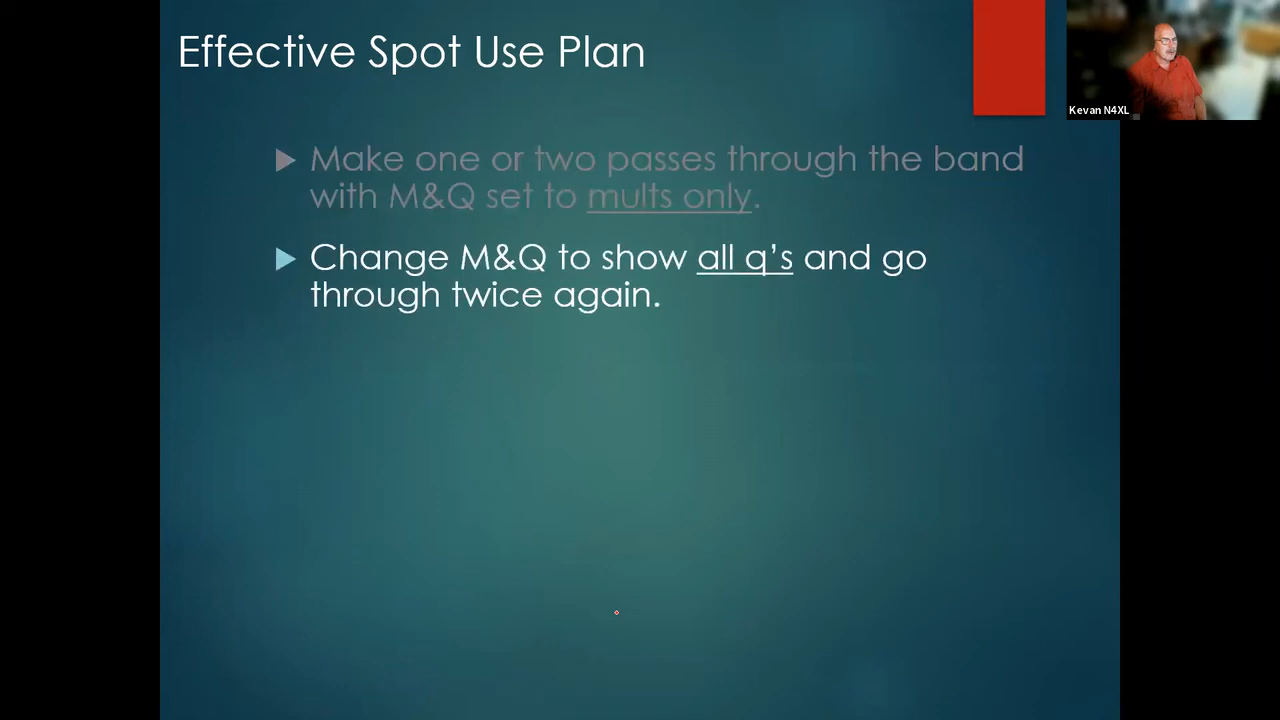 Effective Spot Use Plan
Kevan N4XL
Make one or two passes through the band
with M&Q set to mults only.
Change M&Q to show all q’s and go
through twice again.